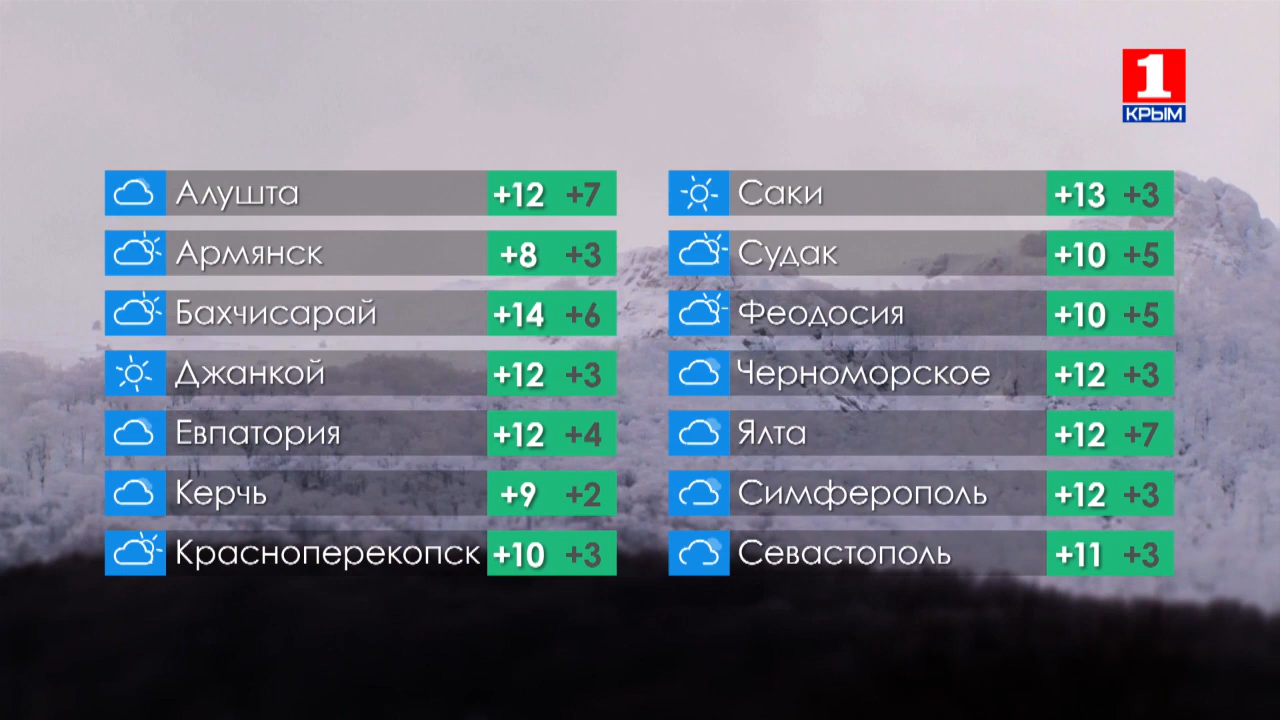 1
КРЫМ
Алушта +12 +7
Армянск +8 +3
Бахчисарай +14 +6
Джанкой +12 +3
Евпатория +12 +4
Керчь +9 +2
Красноперекопск +10 +3
Саки +13 +3
Судак +10 +5
Феодосия +10 +5
Черноморское +12 +3
Ялта +12 +7
Симферополь +12 +3
Севастополь +11 +3